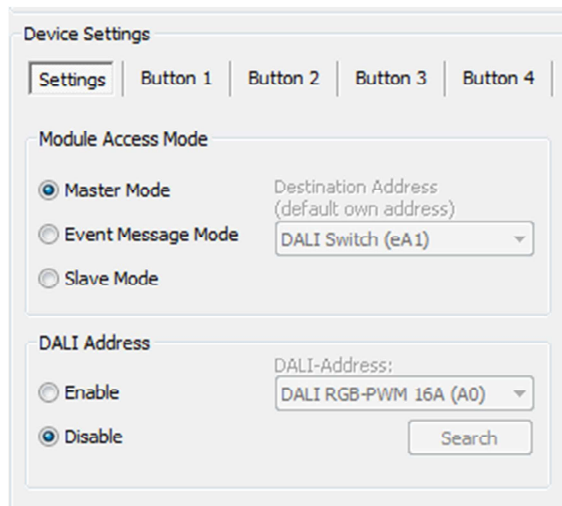 Device Settings
Settings Button 1 Button 2 Button 3 Button 4
Module Access Mode
Master Mode
Destination Address
(default own address)
Event Message Mode
DALI Switch (eA1)
Slave Mode
DALI Address
DALI-Address:
Enable
DALI RGB-PWM 16A (A0)
Disable
Search